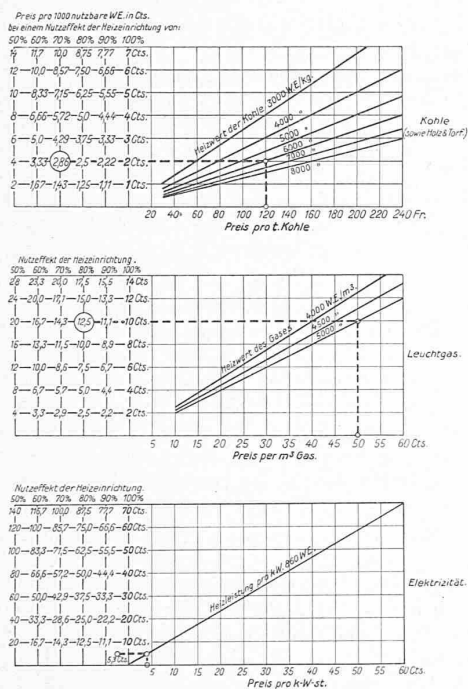 Preis pro 1000 nutzbare WE. in Cts.
bei einem Nutzeffekt der Heizeinrichtung von:
50% 60% 70% 80% 90% 100%
14 11,7 10,0 8,75 7,77 7 Cts.
12 10,0 8,57 7,50 6,66 6 Cts.
10 8,33 7,15 6,25 5,55 5 Cts.
8 6,66 5,72 5,0 4,44 4 Cts.
6 5,0 4,29 3,75 3,33 3 Cts.
4 3,33 2,86 2,5 2,22 2 Cts.
2 1,67 1,43 1,25 1,11 1 Cts.
Heizwert der Kohle 3000 WE/kg.
4000 "
5000 "
6000 "
7000 "
8000 "
Kohle
(sowie Holz & Torf)
20 40 60 80 100 120 140 160 180 200 220 240 Fr.
Preis pro t. Kohle
Nutzeffekt der Heizeinrichtung.
50% 60% 70% 80% 90% 100%
28 23,3 20,0 17,5 15,5 14 Cts
24 20,0 17,1 15,0 13,3 12 Cts.
20 16,7 14,3 12,5 11,1 10 Cts.
16 13,3 11,5 10,0 8,9 8 Cts.
12 10,0 8,6 7,5 6,7 6 Cts.
8 6,7 5,7 5,0 4,4 4 Cts.
4 3,3 2,9 2,5 2,2 2 Cts.
Heizwert des Gases 4000 W.E/m³.
4500 "
5000 "
Leuchtgas.
5 10 15 20 25 30 35 40 45 50 55 60 Cts.
Preis per m³ Gas.
Nutzeffekt der Heizeinrichtung.
50% 60% 70% 80% 90% 100%
140 116,7 100,0 87,5 77,7 70 Cts.
120 100 85,7 75,0 66,6 60 Cts.
100 83,3 71,5 62,5 55,5 50 Cts.
80 66,6 57,2 50,0 44,4 40 Cts.
60 50,0 42,9 37,5 33,3 30 Cts.
40 33,3 28,6 25,0 22,2 20 Cts.
20 16,7 14,3 12,5 11,1 10 Cts.
5,3 Cts.
Heizleistung pro kW. 860 WE.
Elektrizität.
5 10 15 20 25 30 35 40 45 50 55 60 Cts.
Preis pro k-W-st.